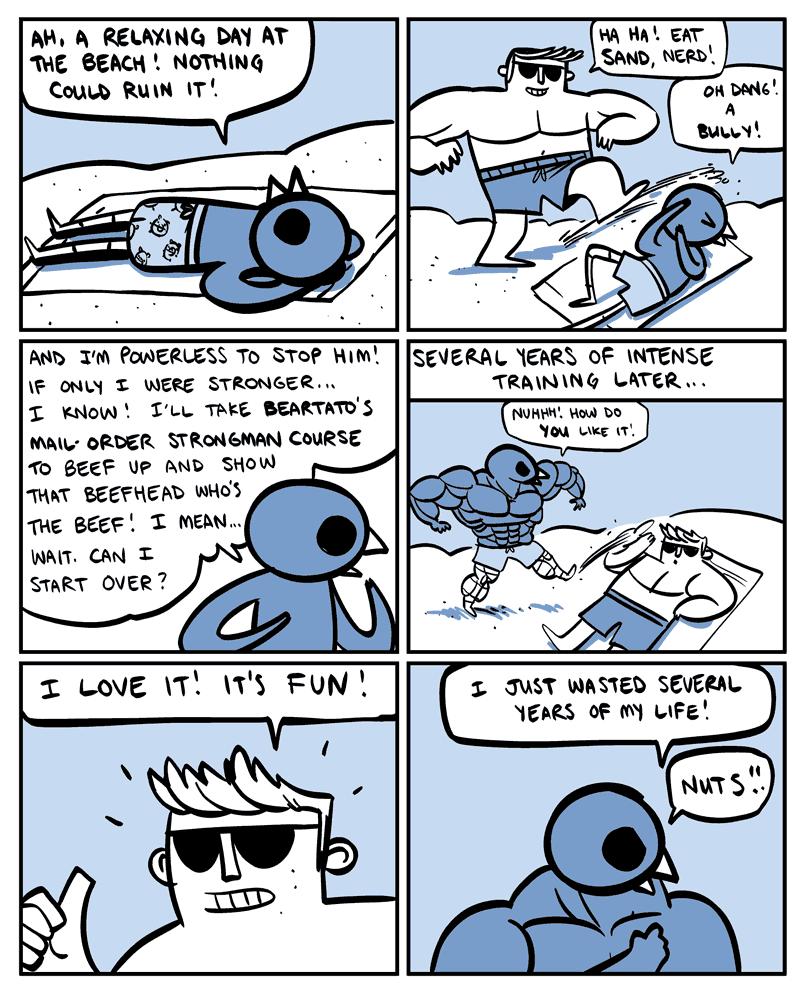 AH, A RELAXING DAY AT
THE BEACH! NOTHING
COULD RUIN IT!
HA HA! EAT
SAND, NERD!
OH DANG!
A
BULLY!
AND I'M POWERLESS TO STOP HIM!
IF ONLY I WERE STRONGER...
I KNOW! I'LL TAKE BEARTATO'S
MAIL-ORDER STRONGMAN COURSE
TO BEEF UP AND SHOW
THAT BEEFHEAD WHO'S
THE BEEF! I MEAN...
WAIT. CAN I
START OVER?
SEVERAL YEARS OF INTENSE
TRAINING LATER...
NUHHH! HOW DO
YOU LIKE IT!
I LOVE IT! IT'S FUN!
I JUST WASTED SEVERAL
YEARS OF MY LIFE!
NUTS!!